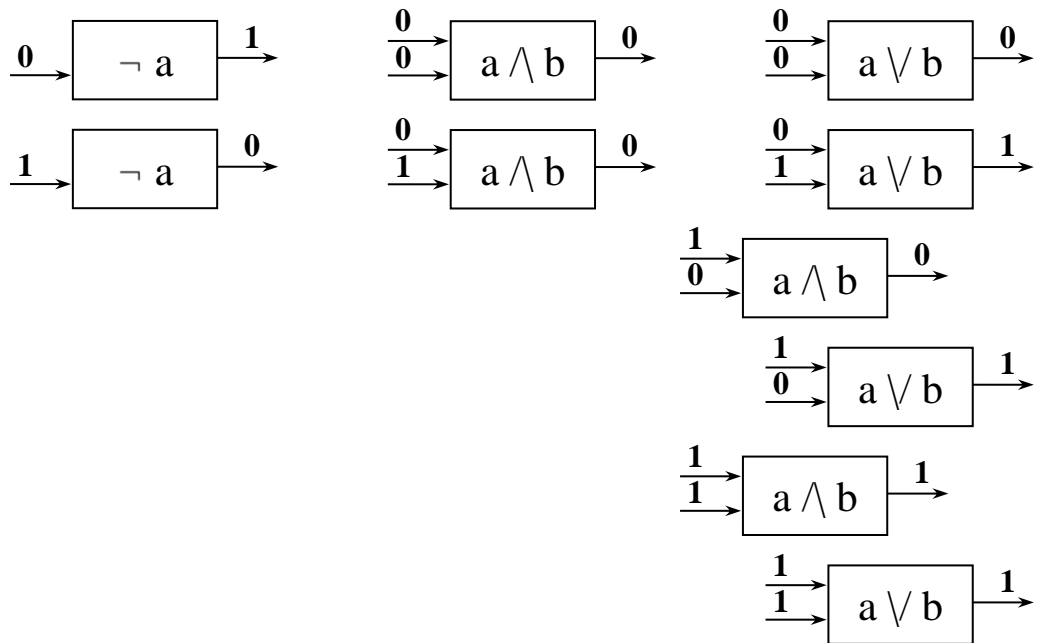 0 ¬ a 1
0 0 a /\ b 0
0 0 a \/ b 0
1 ¬ a 0
0 1 a /\ b 0
0 1 a \/ b 1
1 0 a /\ b 0
1 0 a \/ b 1
1 1 a /\ b 1
1 1 a \/ b 1